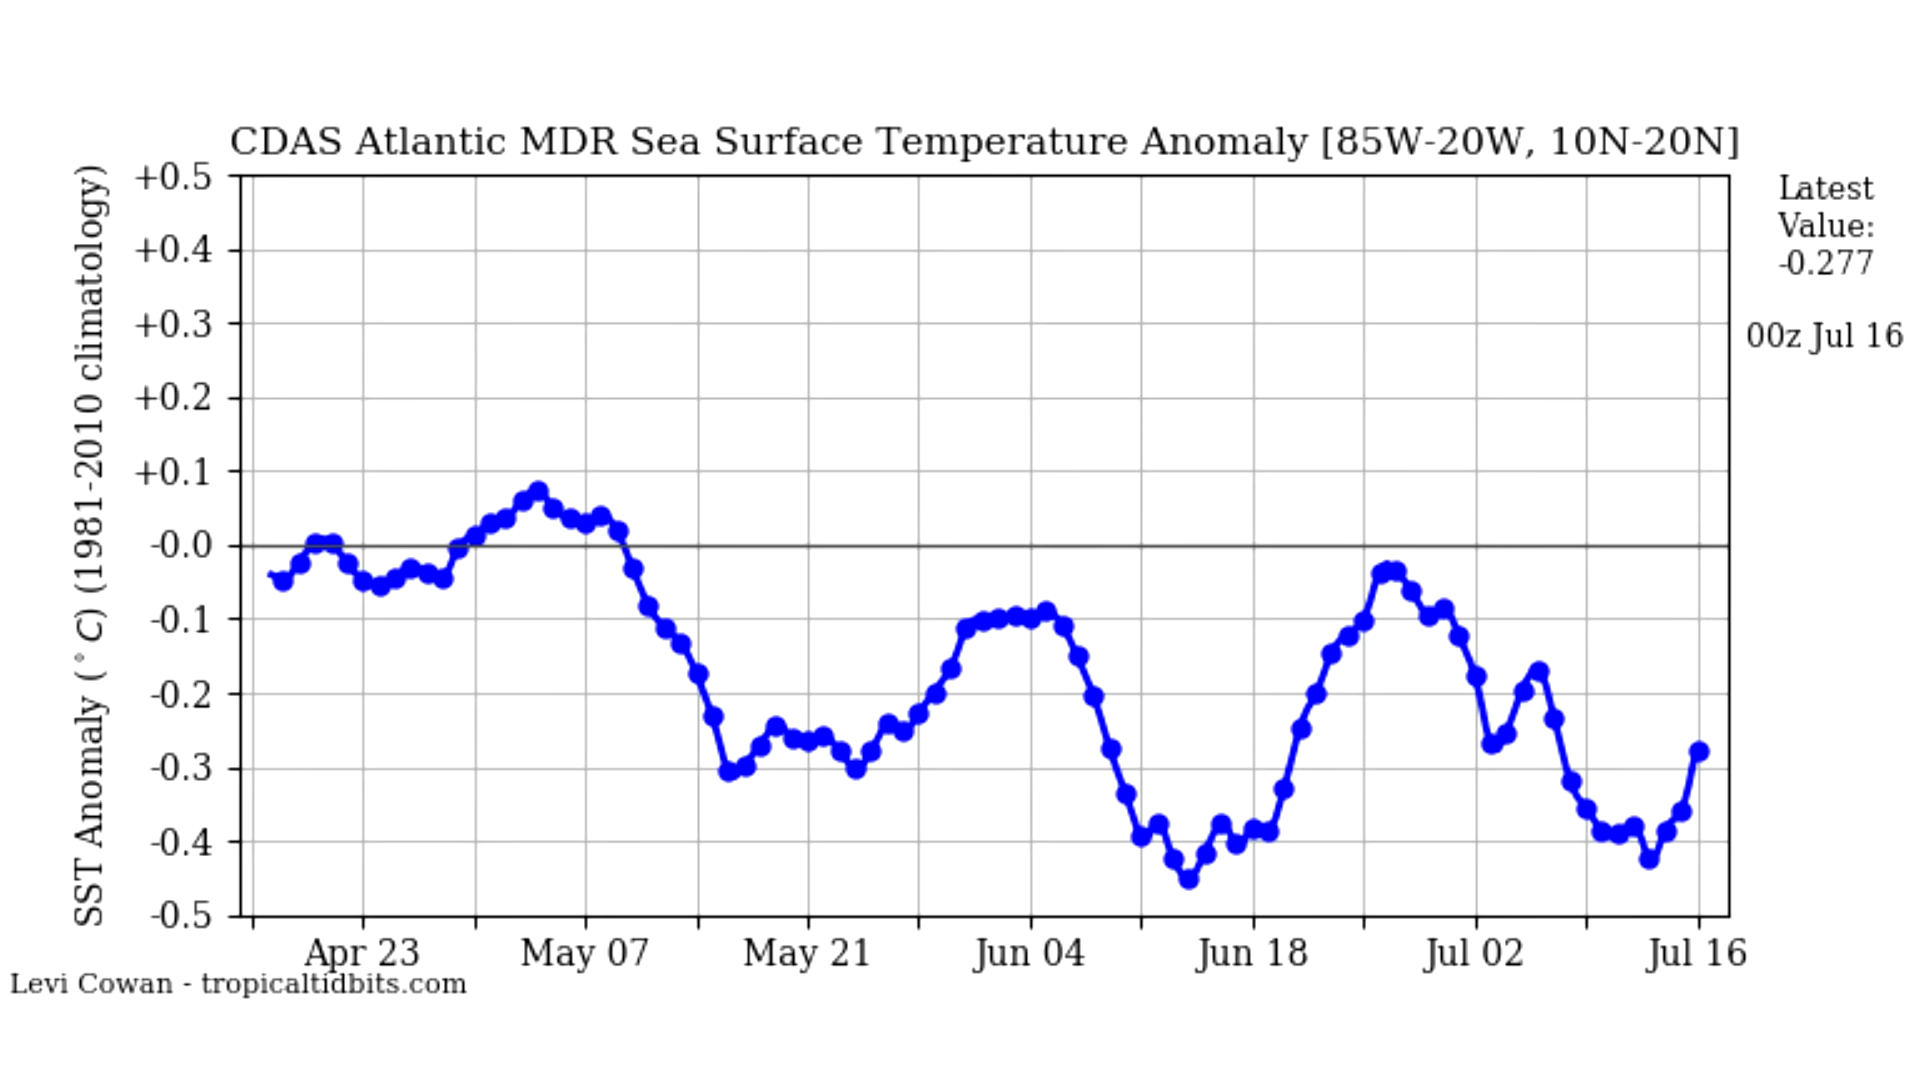 CDAS Atlantic MDR Sea Surface Temperature Anomaly [85W-20W, 10N-20N]
SST Anomaly (°C) (1981-2010 climatology)
+0.5
+0.4
+0.3
+0.2
+0.1
-0.0
-0.1
-0.2
-0.3
-0.4
-0.5
Apr 23 May 07 May 21 Jun 04 Jun 18 Jul 02 Jul 16
Latest
Value:
-0.277
00z Jul 16
Levi Cowan - tropicaltidbits.com